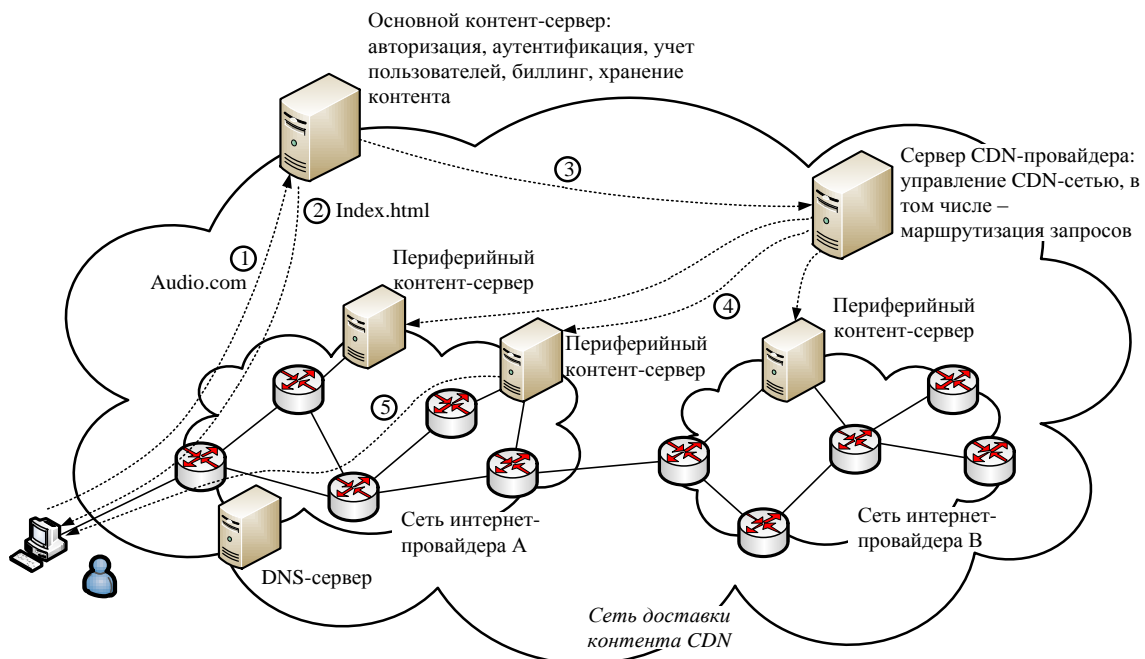 Основной контент-сервер:
авторизация, аутентификация, учет
пользователей, биллинг, хранение
контента
3
Сервер CDN-провайдера:
управление CDN-сетью, в
том числе –
маршрутизация запросов
2 Index.html
1
Audio.com
Периферийный
контент-сервер
4
Периферийный
контент-сервер
Периферийный
контент-сервер
5
Сеть интернет-
провайдера А
Сеть интернет-
провайдера В
DNS-сервер
Сеть доставки
контента CDN